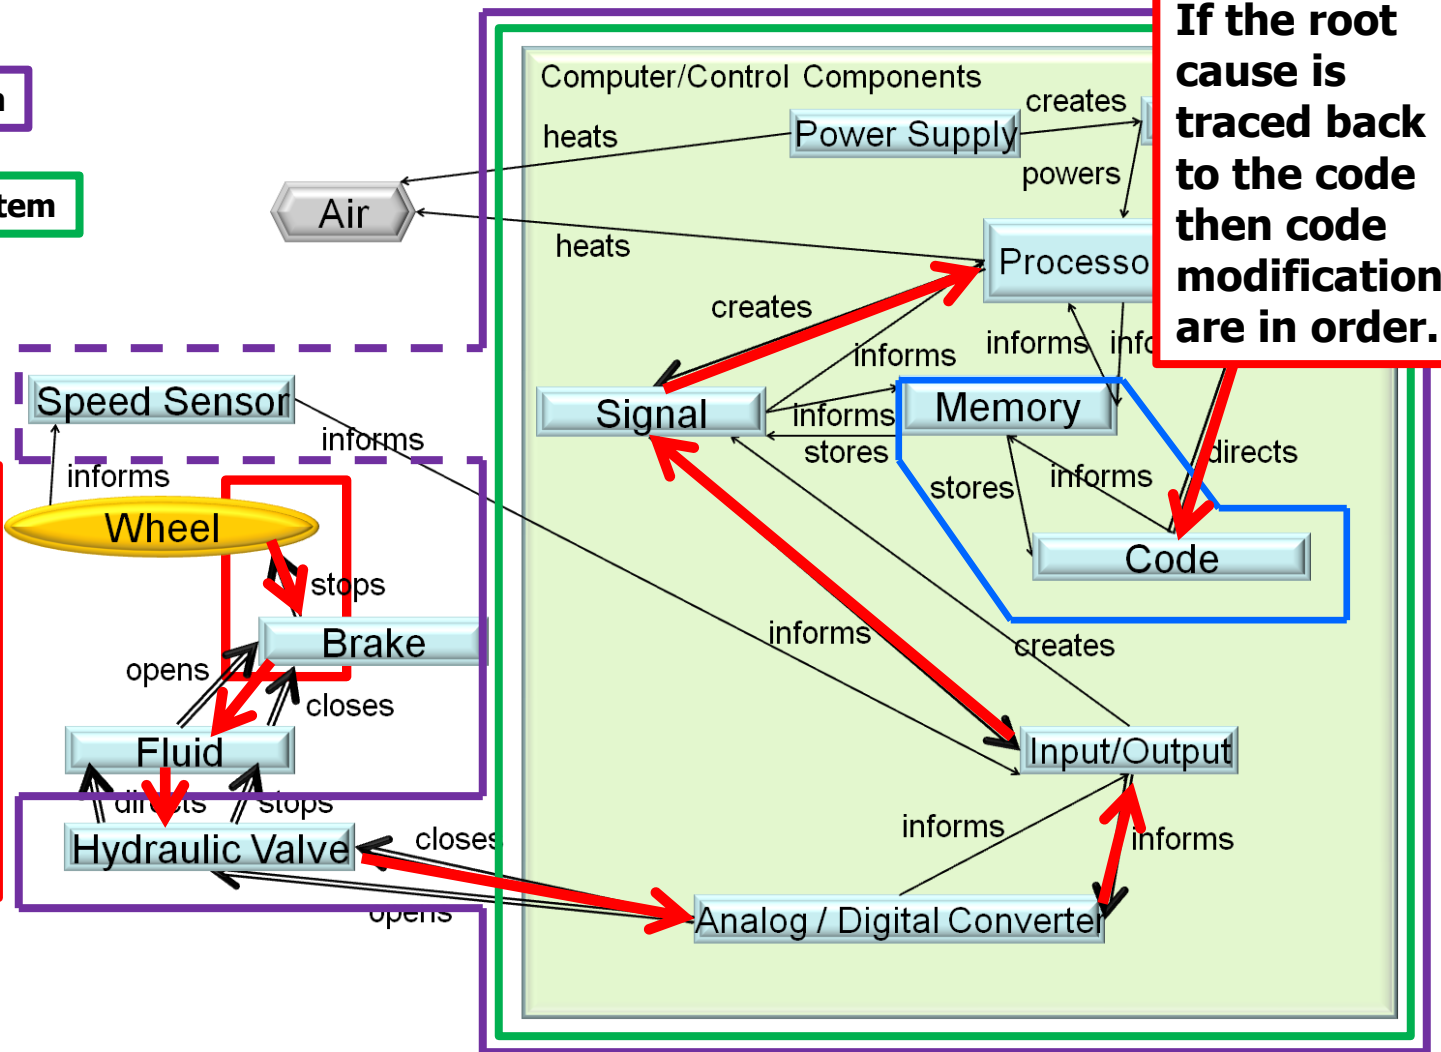 If the root
cause is
traced back
to the code
then code
modification
are in order.
Computer/Control Components
creates
Power Supply
heats
powers
Air
heats
creates
informs
informs
Speed Sensor
Signal
informs
Memory
informs
stores
directs
informs
stores
informs
Wheel
Code
stops
Brake
informs
creates
opens
closes
Fluid
Input/Output
directs
stops
Hydraulic Valve
closes
informs
informs
opens
Analog / Digital Converter